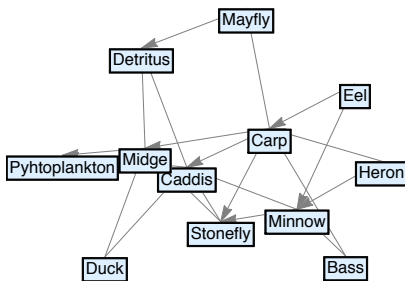 Mayfly
Detritus
Eel
Carp
Midge
Pyhtoplankton
Heron
Caddis
Minnow
Stonefly
Duck
Bass